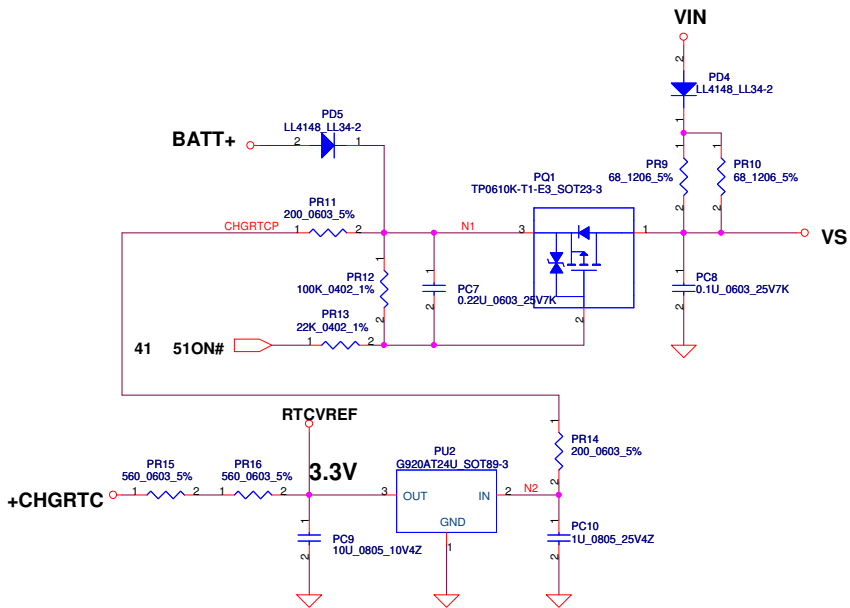 VIN
2
PD4
LL4148_LL34-2
1
PD5
LL4148_LL34-2
BATT+
2
1
1
1
PR9
68_1206_5%
PR10
68_1206_5%
2
2
PQ1
TP0610K-T1-E3_SOT23-3
PR11
200_0603_5%
CHGRTCP
1
2
N1
3
1
VS
1
PR12
100K_0402_1%
2
1
PC7
0.22U_0603_25V7K
2
1
PC8
0.1U_0603_25V7K
2
2
PR13
22K_0402_1%
41
51ON#
1
2
RTCVREF
1
PR14
200_0603_5%
2
PU2
G920AT24U_SOT89-3
PR15
560_0603_5%
PR16
560_0603_5%
3.3V
+CHGRTC
1
2
1
2
3
OUT
IN
2
N2
GND
1
1
PC9
10U_0805_10V4Z
2
1
PC10
1U_0805_25V4Z
2